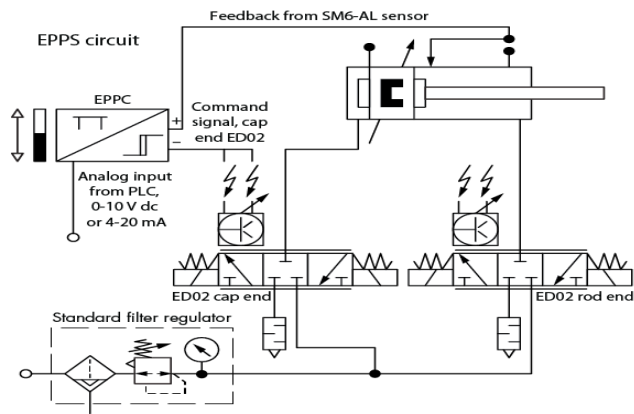 Feedback from SM6-AL sensor
EPPS circuit
EPPC
+
−
Command
signal, cap
end ED02
Analog input
from PLC,
0-10 V dc
or 4-20 mA
ED02 cap end
ED02 rod end
Standard filter regulator